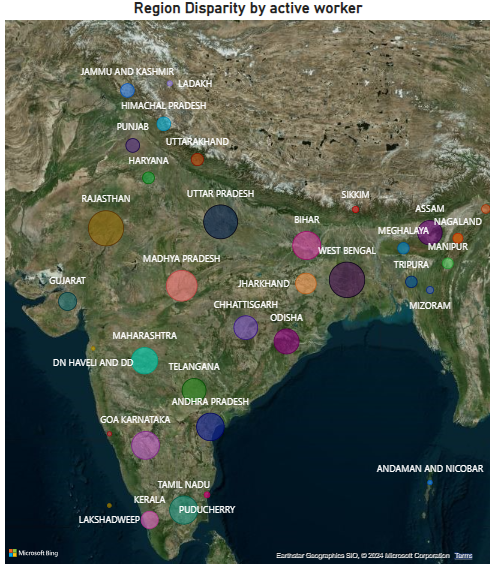 Region Disparity by active worker
JAMMU AND KASHMIR
LADAKH
HIMACHAL PRADESH
PUNJAB
UTTARAKHAND
HARYANA
RAJASTHAN
UTTAR PRADESH
SIKKIM
ASSAM
NAGALAND
BIHAR
MEGHALAYA
MANIPUR
WEST BENGAL
MADHYA PRADESH
TRIPURA
GUJARAT
JHARKHAND
MIZORAM
CHHATTISGARH
ODISHA
MAHARASHTRA
DN HAVELI AND DD
TELANGANA
ANDHRA PRADESH
GOA KARNATAKA
ANDAMAN AND NICOBAR
TAMIL NADU
KERALA
PUDUCHERRY
LAKSHADWEEP
Microsoft Bing
Earthstar Geographics SIO, © 2024 Microsoft Corporation Terms